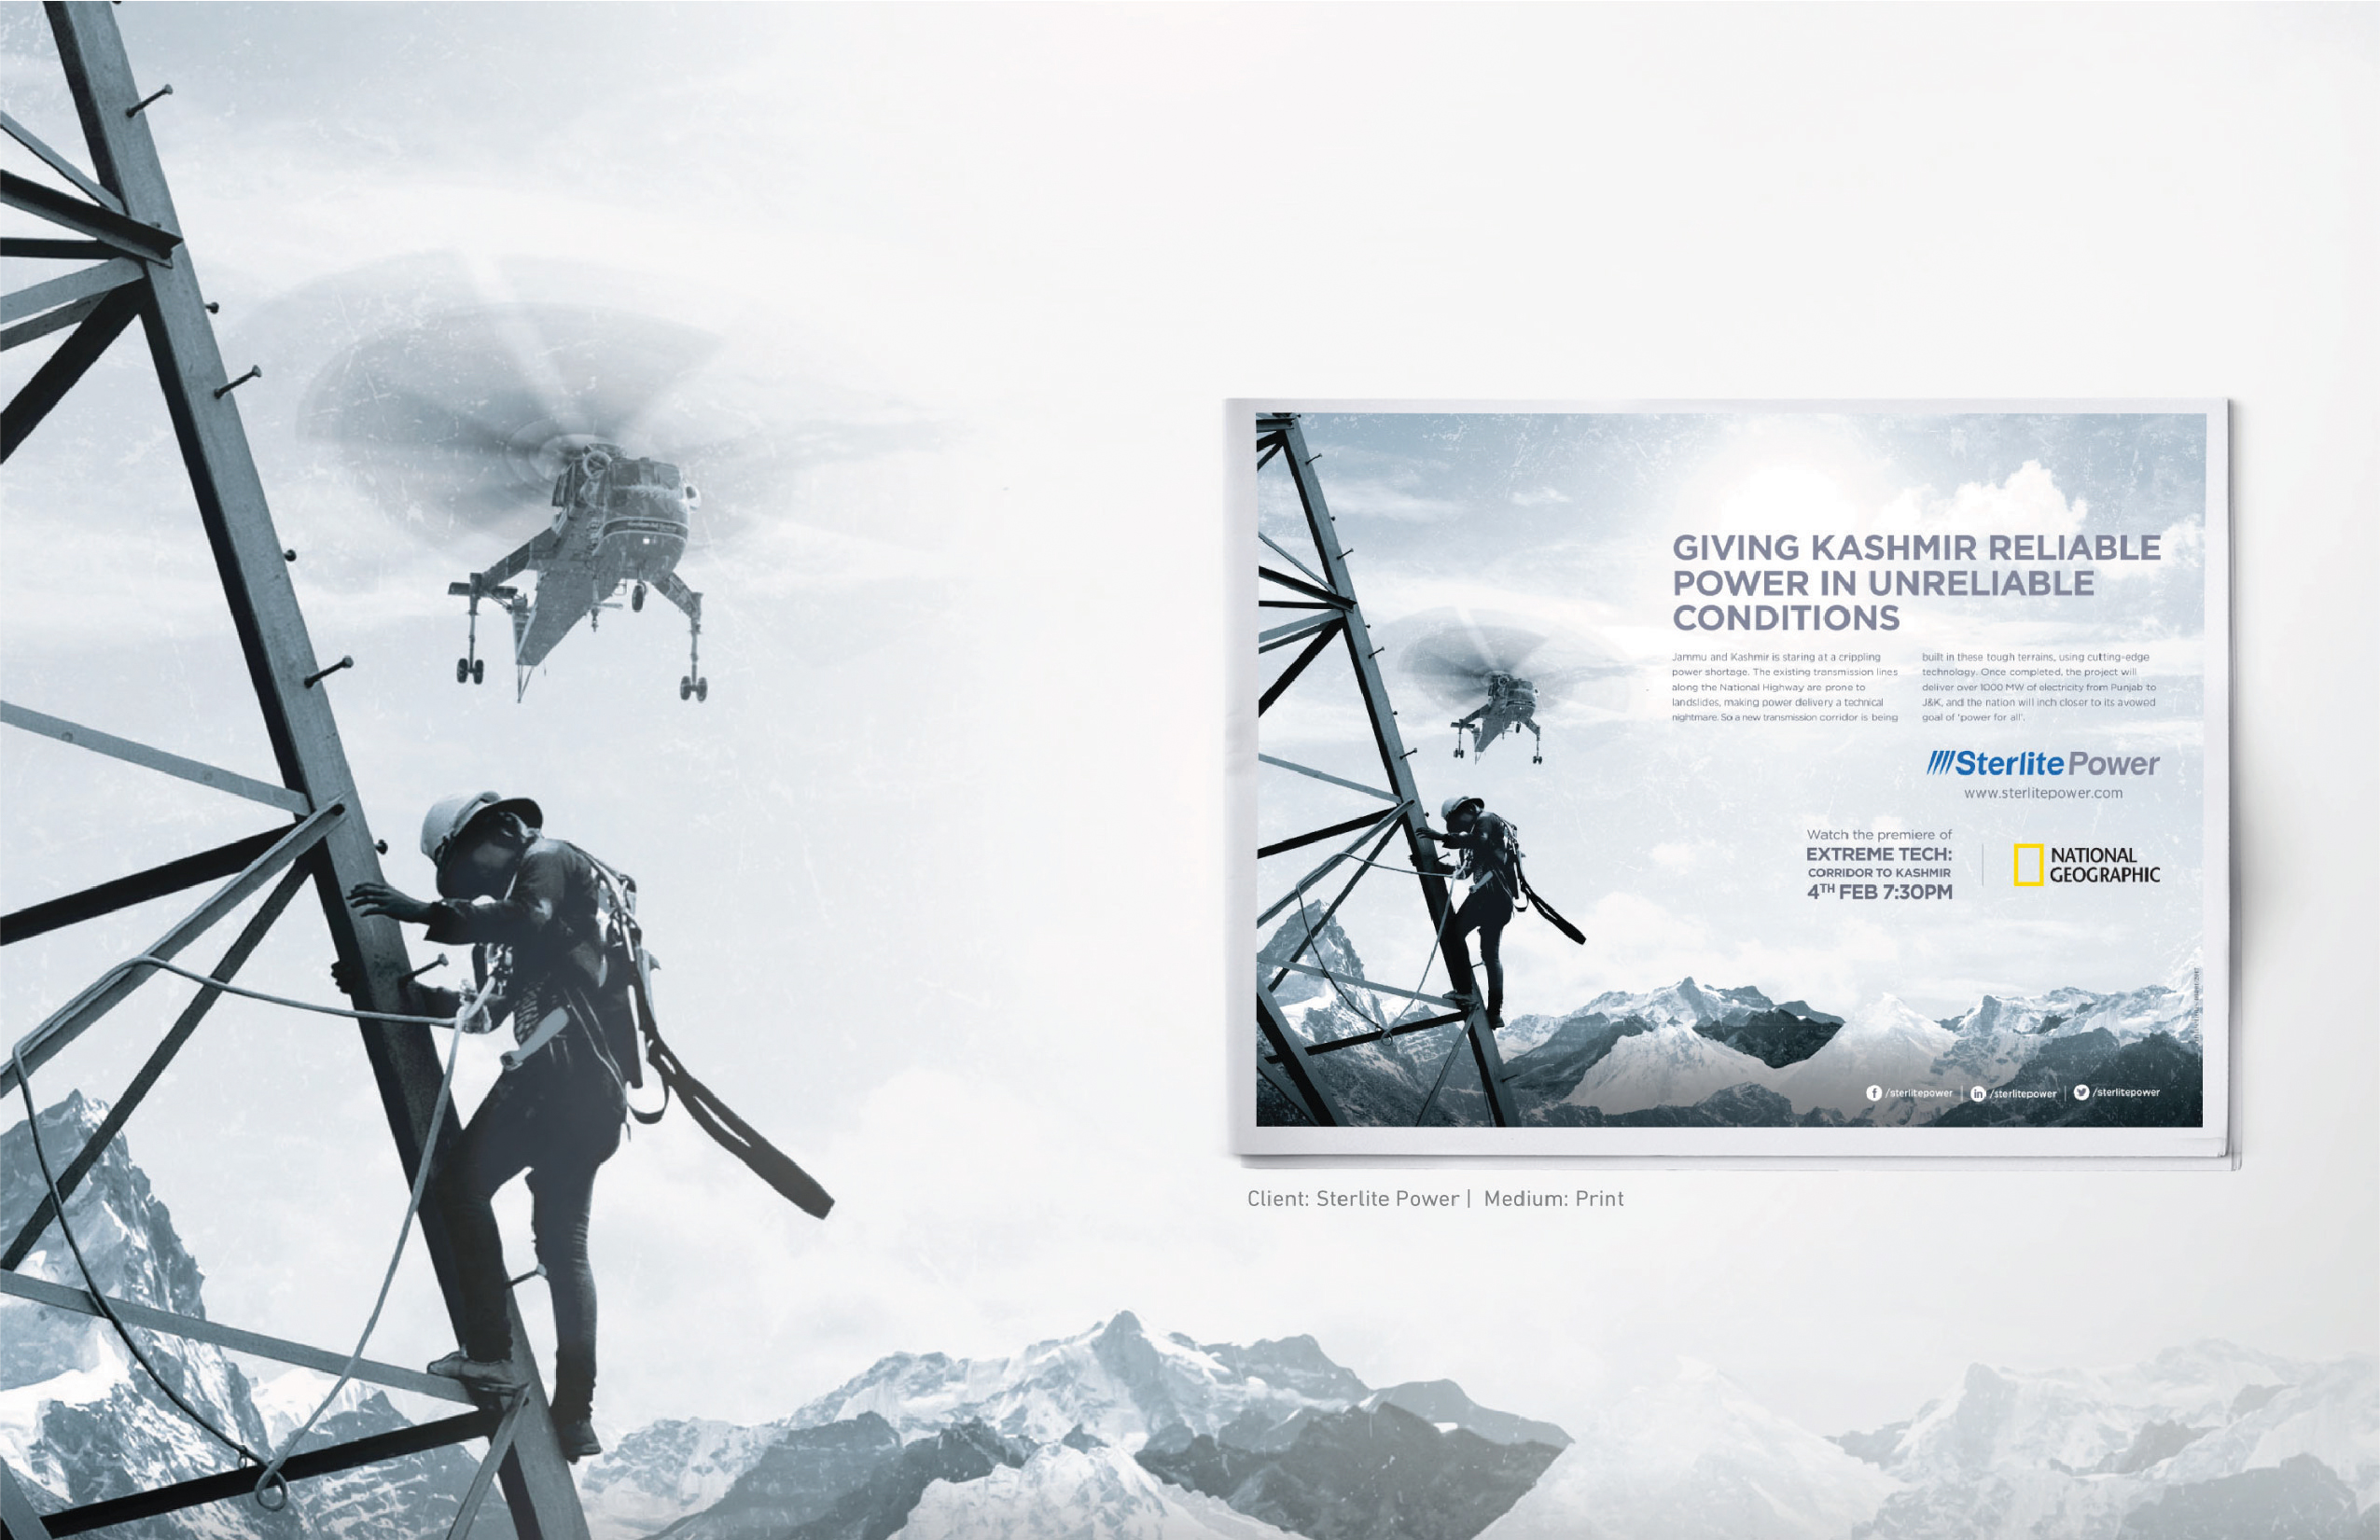 GIVING KASHMIR RELIABLE
POWER IN UNRELIABLE
CONDITIONS
Jammu and Kashmir is staring at a crippling
power shortage. The existing transmission lines
along the National Highway are prone to
landslides, making power delivery a technical
nightmare. So a new transmission corridor is being
built in these tough terrains, using cutting-edge
technology. Once completed, the project will
deliver over 1000 MW of electricity from Punjab to
J&K, and the nation will inch closer to its avowed
goal of 'power for all'.
Sterlite Power
www.sterlitepower.com
Watch the premiere of
EXTREME TECH:
CORRIDOR TO KASHMIR
4TH FEB 7:30PM
NATIONAL
GEOGRAPHIC
/sterlitepower
/sterlitepower
/sterlitepower
Client: Sterlite Power | Medium: Print